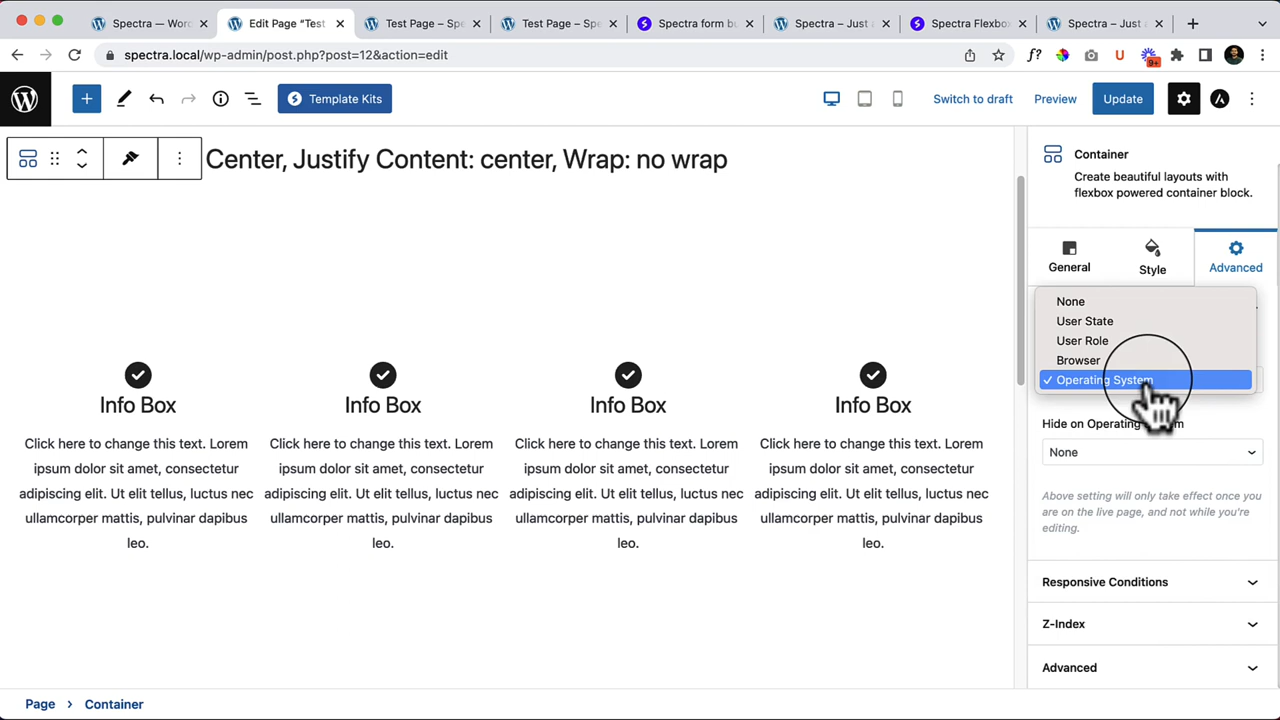 Spectra — Wor
Edit Page "Test
Test Page – Spe
Test Page – Spe
Spectra form bu
Spectra – Just a
Spectra Flexbox
Spectra – Just a
spectra.local/wp-admin/post.php?post=12&action=edit
f?
U
9+
Template Kits
Switch to draft
Preview
Update
Center, Justify Content: center, Wrap: no wrap
Container
Create beautiful layouts with
flexbox powered container block.
General
Style
Advanced
None
User State
User Role
Browser
✓ Operating System
Hide on Operating
None
Above setting will only take effect once you
are on the live page, and not while you're
editing.
Responsive Conditions
Z-Index
Advanced
Info Box
Click here to change this text. Lorem
ipsum dolor sit amet, consectetur
adipiscing elit. Ut elit tellus, luctus nec
ullamcorper mattis, pulvinar dapibus
leo.
Info Box
Click here to change this text. Lorem
ipsum dolor sit amet, consectetur
adipiscing elit. Ut elit tellus, luctus nec
ullamcorper mattis, pulvinar dapibus
leo.
Info Box
Click here to change this text. Lorem
ipsum dolor sit amet, consectetur
adipiscing elit. Ut elit tellus, luctus nec
ullamcorper mattis, pulvinar dapibus
leo.
Info Box
Click here to change this text. Lorem
ipsum dolor sit amet, consectetur
adipiscing elit. Ut elit tellus, luctus nec
ullamcorper mattis, pulvinar dapibus
leo.
Page › Container